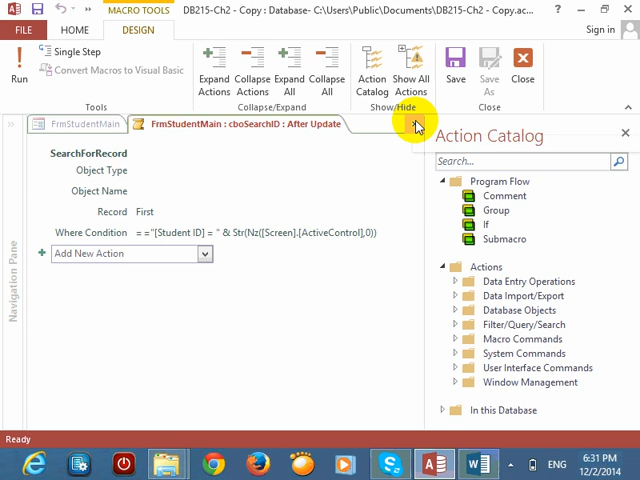 MACRO TOOLS
DB215-Ch2 - Copy : Database- C:\Users\Public\Documents\DB215-Ch2 - Copy.ac...
FILE
HOME
DESIGN
Sign in
Run
Single Step
Convert Macros to Visual Basic
Expand Actions
Collapse Actions
Expand All
Collapse All
Action Catalog
Show All Actions
Save
Save As
Close
Tools
Collapse/Expand
Show/Hide
Close
FrmStudentMain
FrmStudentMain : cboSearchID : After Update
Navigation Pane
SearchForRecord
Object Type
Object Name
Record First
Where Condition = ="[Student ID] = " & Str(Nz([Screen].[ActiveControl],0))
Add New Action
Action Catalog
Search...
Program Flow
Comment
Group
If
Submacro
Actions
Data Entry Operations
Data Import/Export
Database Objects
Filter/Query/Search
Macro Commands
System Commands
User Interface Commands
Window Management
In this Database
Ready
ENG
6:31 PM
12/2/2014